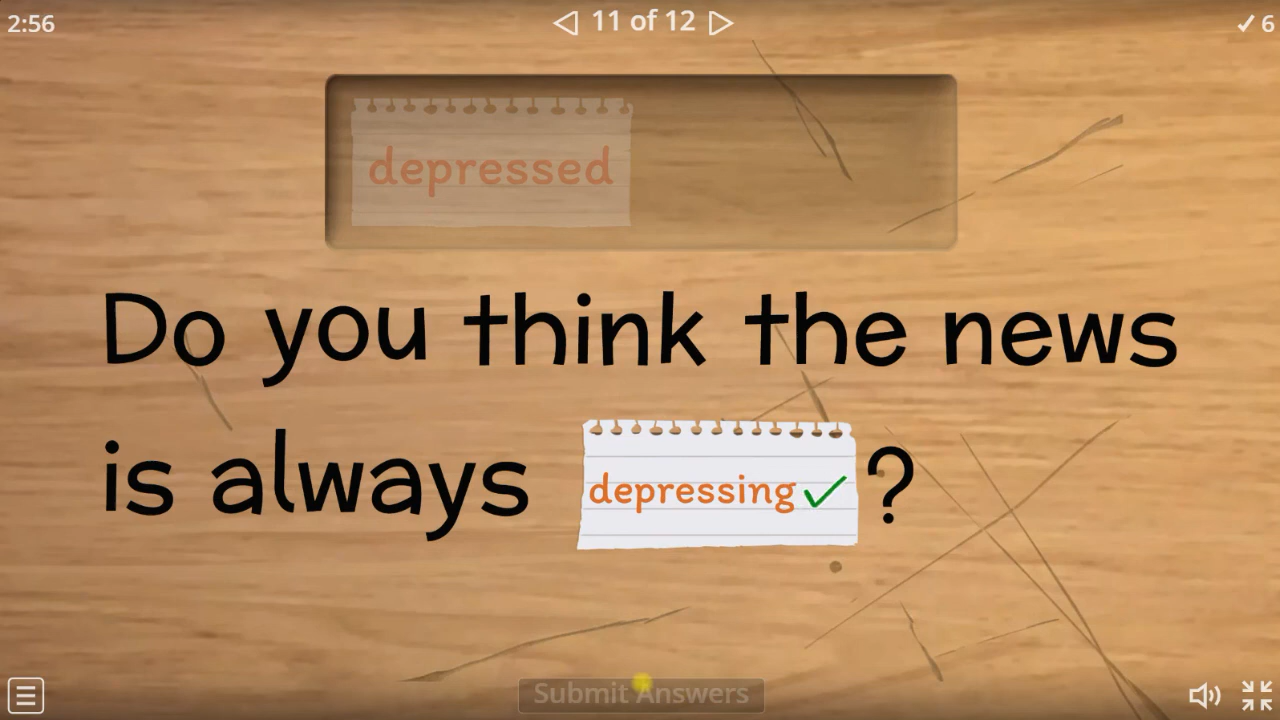 2:56
11 of 12
✓ 6
depressed
Do you think the news
is always depressing ✓ ?
Submit Answers